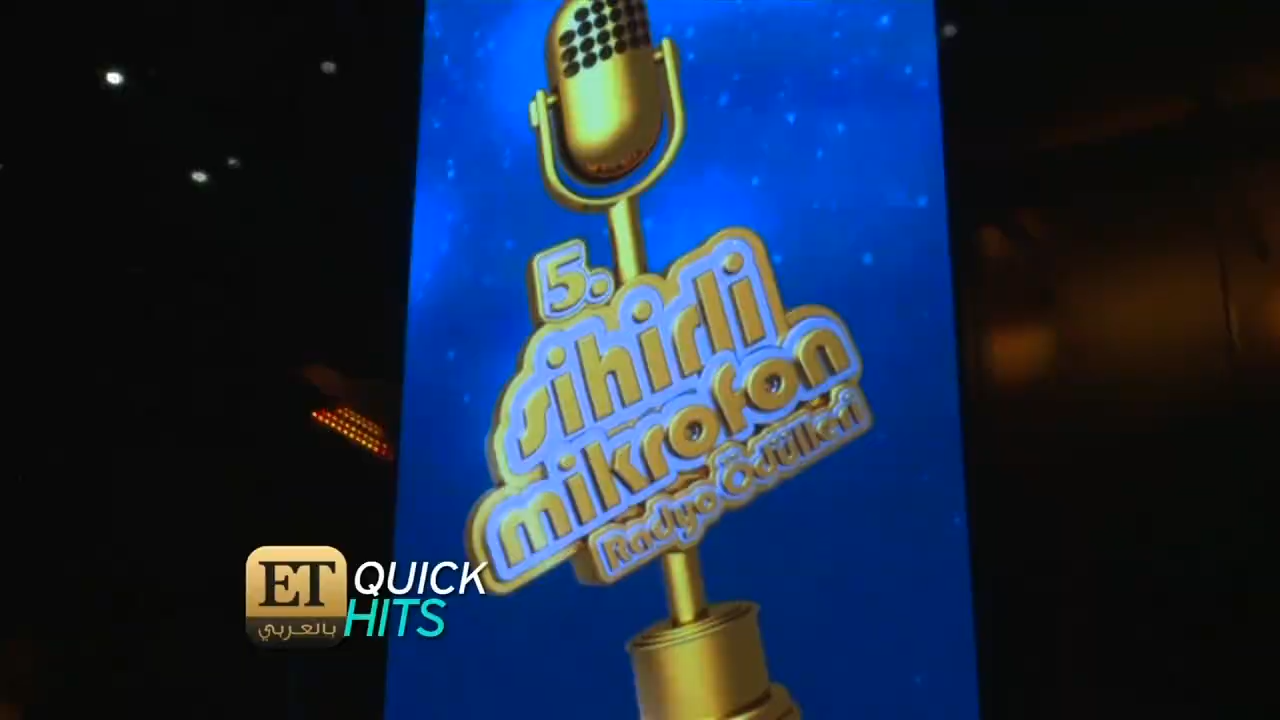 5.
sihirli
mikrofon
Radyo Ödülleri
ET QUICK
بالعربي HITS